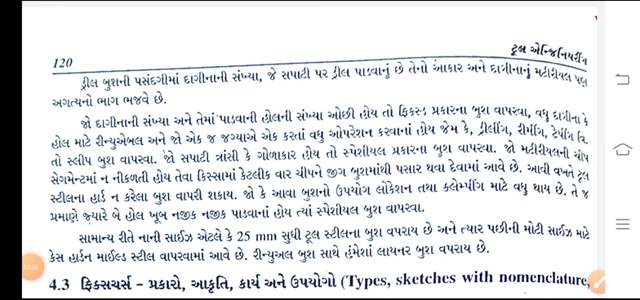 120
ટૂલ એન્જિનિયરીંગ
ડ્રીલ બુશની પસંદગીમાં દાગીનાની સંખ્યા, જે સપાટી પર ડ્રીલ પાડવાનું છે તેનો આકાર અને દાગીનાનું મટીરીયલ પણ
અગત્યનો ભાગ ભજવે છે.
જો દાગીનાની સંખ્યા અને તેમાં પાડવાની હોલની સંખ્યા ઓછી હોય તો ફિક્સ્ડ પ્રકારના બુશ વાપરવા, વધુ દાગીના કે
હોલ માટે રીન્યુએબલ અને જો એક જ જગ્યાએ એક કરતાં વધુ ઓપરેશન કરવાનાં હોય જેમ કે, ડ્રીલીંગ, રીમીંગ, ટેપીંગ વિ.
તો સ્લીપ બુશ વાપરવા. જો સપાટી ત્રાંસી કે ગોળાકાર હોય તો સ્પેશીયલ પ્રકારના બુશ વાપરવા. જો મટીરીયલની ચીપ
સેગમેન્ટમાં ન નીકળતી હોય તેવા કિસ્સામાં કેટલીક વાર ચીપને જીગ બુશમાંથી પસાર થવા દેવામાં આવે છે. આવી વખતે ટૂલ
સ્ટીલના હાર્ડ ન કરેલા બુશ વાપરી શકાય. જો કે આવા બુશનો ઉપયોગ લોકેશન તથા ક્લેમ્પીંગ માટે વધુ થાય છે. તે જ
પ્રમાણે જ્યારે બે હોલ ખૂબ નજીક નજીક પાડવાનાં હોય ત્યાં સ્પેશીયલ બુશ વાપરવા.
સામાન્ય રીતે નાની સાઈઝ એટલે કે 25 mm સુધી ટૂલ સ્ટીલના બુશ વપરાય છે અને ત્યાર પછીની મોટી સાઈઝ માટે
કેસ હાર્ડન માઈલ્ડ સ્ટીલ વાપરવામાં આવે છે. રીન્યુઅલ બુશ સાથે હંમેશાં લાયનર બુશ વપરાય છે.
4.3 ફિક્સચર્સ – પ્રકારો, આકૃતિ, કાર્ય અને ઉપયોગો (Types, sketches with nomenclature,